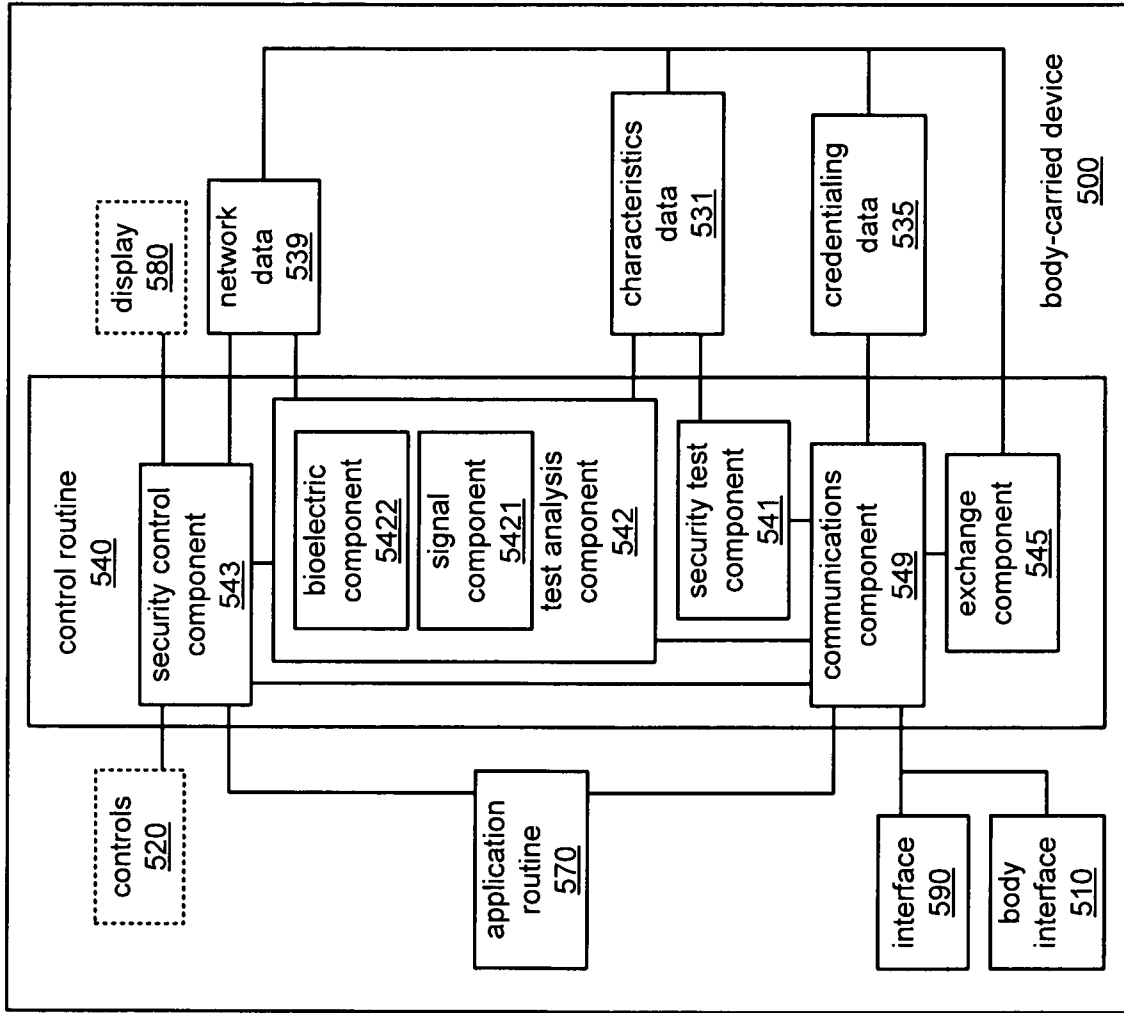 controls
520
application
routine
570
interface
590
body
interface
510
control routine
540
security control
component
543
bioelectric
component
5422
signal
component
5421
test analysis
component
542
security test
component
541
communications
component
549
exchange
component
545
display
580
network
data
539
characteristics
data
531
credentialing
data
535
body-carried device
500